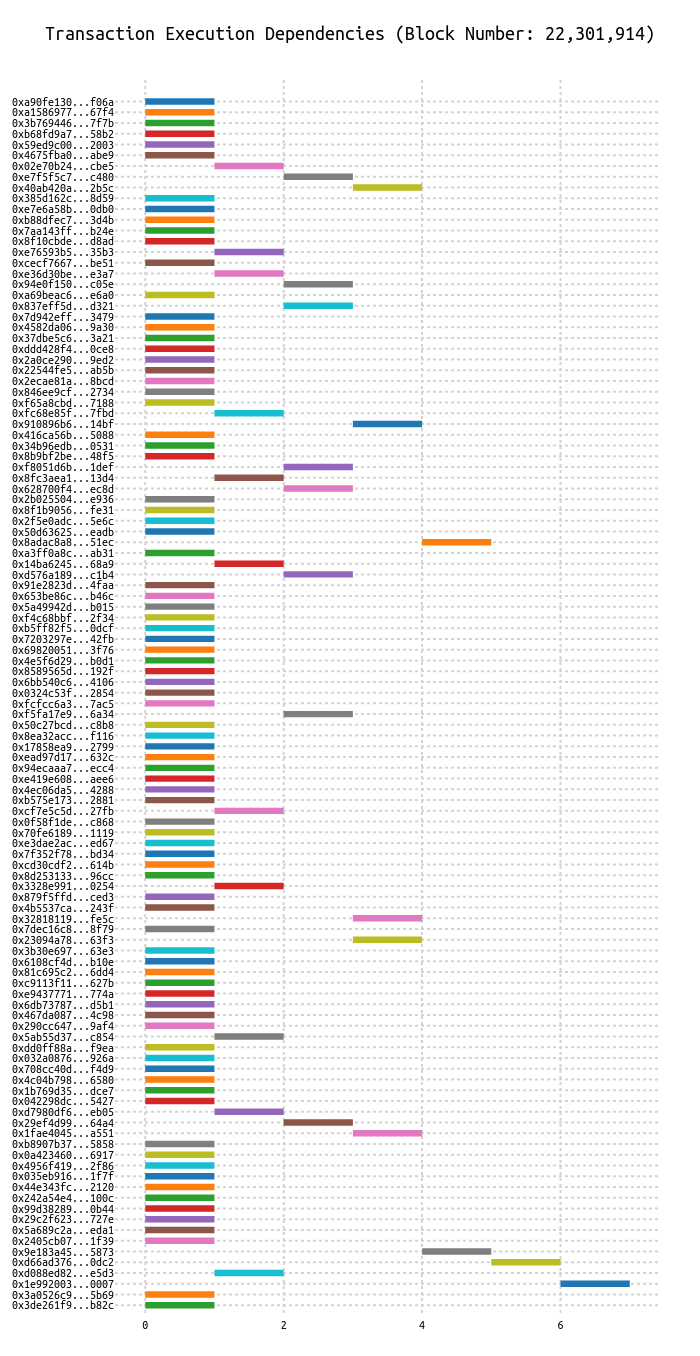 Transaction Execution Dependencies (Block Number: 22,301,914)
0xa90fe130...f06a
0xa1586977...67f4
0x3b769446...7f7b
0xb68fd9a7...58b2
0x59ed9c00...2003
0x4675fba0...abe9
0x02e70b24...cbe5
0xe7f5f5c7...c480
0x40ab420a...2b5c
0x385d162c...8d59
0xe7e6a58b...0db0
0xb88dfec7...3d4b
0x7aa143ff...b24e
0x8f10cbde...d8ad
0xe76593b5...35b3
0xcecf7667...be51
0xe36d30be...e3a7
0x94e0f150...c05e
0xa69beac6...e6a0
0x837eff5d...d321
0x7d942eff...3479
0x4582da06...9a30
0x37dbe5c6...3a21
0xddd428f4...0ce8
0x2a0ce290...9ed2
0x22544fe5...ab5b
0x2ecae81a...8bcd
0x846ee9cf...2734
0xf65a8cbd...7188
0xfc68e85f...7fbd
0x910896b6...14bf
0x416ca56b...5088
0x34b96edb...0531
0x8b9bf2be...48f5
0xf8051d6b...1def
0x8fc3aea1...13d4
0x628700f4...ec8d
0x2b025504...e936
0x8f1b9056...fe31
0x2f5e0adc...5e6c
0x50d63625...eadb
0x8adac8a8...51ec
0xa3ff0a8c...ab31
0x14ba6245...68a9
0xd576a189...c1b4
0x91e2823d...4faa
0x653be86c...b46c
0x5a49942d...b015
0xf4c68bbf...2f34
0xb5ff82f5...0dcf
0x7203297e...42fb
0x69820051...3f76
0x4e5f6d29...b0d1
0x8589565d...192f
0x6bb540c6...4106
0x0324c53f...2854
0xfcfcc6a3...7ac5
0xf5fa17e9...6a34
0x50c27bcd...c8b8
0x8ea32acc...f116
0x17858ea9...2799
0xead97d17...632c
0x94ecaaa7...ecc4
0xe419e608...aee6
0x4ec06da5...4288
0xb575e173...2881
0xcf7e5c5d...27fb
0x0f58f1de...c868
0x70fe6189...1119
0xe3dae2ac...ed67
0x7f352f78...bd34
0xcd30cdf2...614b
0x8d253133...96cc
0x3328e991...0254
0x879f5ffd...ced3
0x4b5537ca...243f
0x32818119...fe5c
0x7dec16c8...8f79
0x23094a78...63f3
0x3b30e697...63e3
0x6108cf4d...b10e
0x81c695c2...6dd4
0xc9113f11...627b
0xe9437771...774a
0x6db73787...d5b1
0x467da087...4c98
0x290cc647...9af4
0x5ab55d37...c854
0xdd0ff88a...f9ea
0x032a0876...926a
0x708cc40d...f4d9
0x4c04b798...6580
0x1b769d35...dce7
0x042298dc...5427
0xd7980df6...eb05
0x29ef4d99...64a4
0x1fae4045...a551
0xb8907b37...5858
0x0a423460...6917
0x4956f419...2f86
0x035eb916...1f7f
0x44e343fc...2120
0x242a54e4...100c
0x99d38289...0b44
0x29c2f623...727e
0x5a689c2a...eda1
0x2405cb07...1f39
0x9e183a45...5873
0xd66ad376...0dc2
0xd088ed82...e5d3
0x1e992003...0007
0x3a0526c9...5b69
0x3de261f9...b82c
0 2 4 6